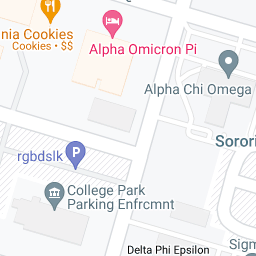 nia Cookies
Cookies • $$
Alpha Omicron Pi
Alpha Chi Omega
Sorori
rgbdslk
P
College Park
Parking Enfrcmnt
Delta Phi Epsilon
Sigm